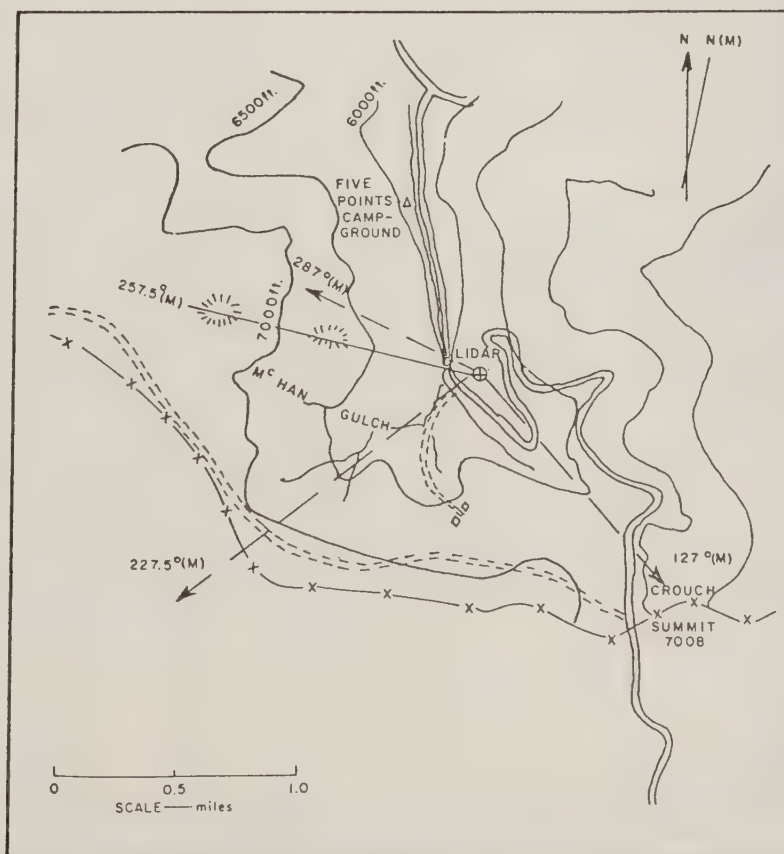 N N(M)
6500 ft.
6000 ft.
FIVE
POINTS
CAMP-
GROUND
287°(M)
257.5°(M)
7000 ft.
LIDAR
Mc HAN
GULCH
227.5°(M)
127°(M)
CROUCH
SUMMIT
7008
0 0.5 1.0
SCALE — miles